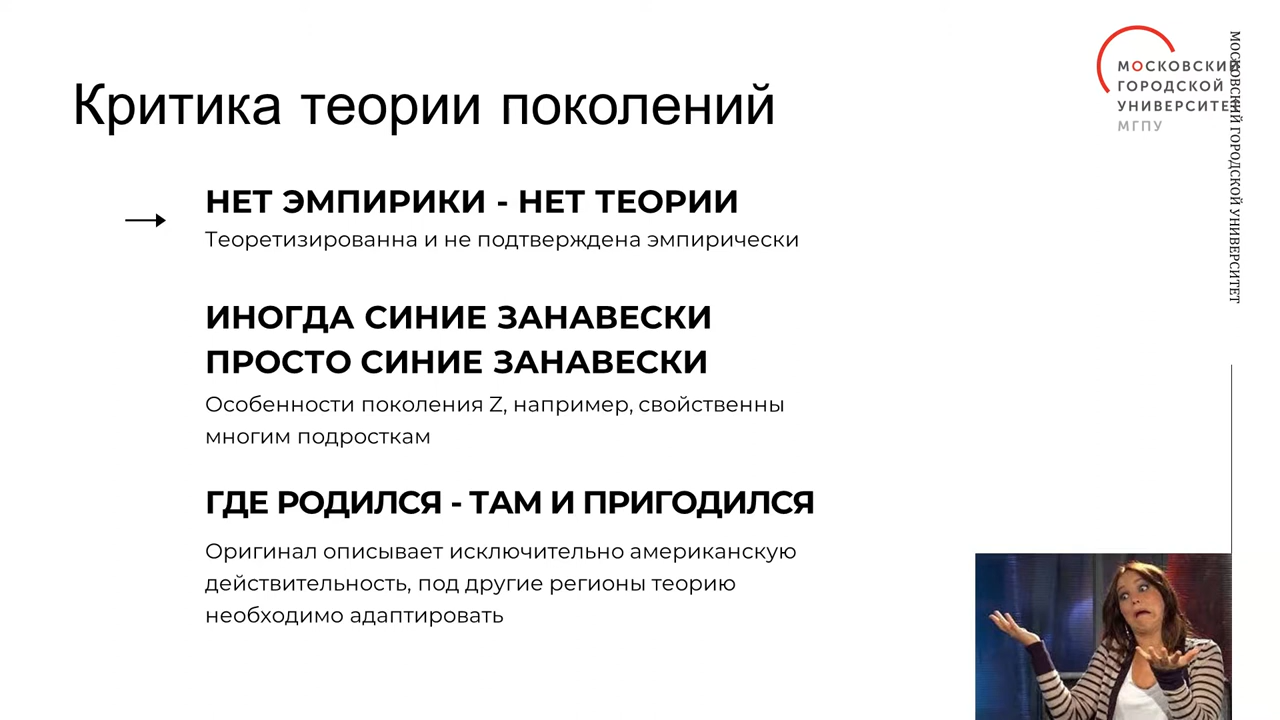 Критика теории поколений
МОСКОВСКИЙ
ГОРОДСКОЙ
УНИВЕРСИТЕТ
МГПУ
МОСКОВСКИЙ ГОРОДСКОЙ УНИВЕРСИТЕТ
НЕТ ЭМПИРИКИ - НЕТ ТЕОРИИ
Теоретизированна и не подтверждена эмпирически
ИНОГДА СИНИЕ ЗАНАВЕСКИ
ПРОСТО СИНИЕ ЗАНАВЕСКИ
Особенности поколения Z, например, свойственны
многим подросткам
ГДЕ РОДИЛСЯ - ТАМ И ПРИГОДИЛСЯ
Оригинал описывает исключительно американскую
действительность, под другие регионы теорию
необходимо адаптировать